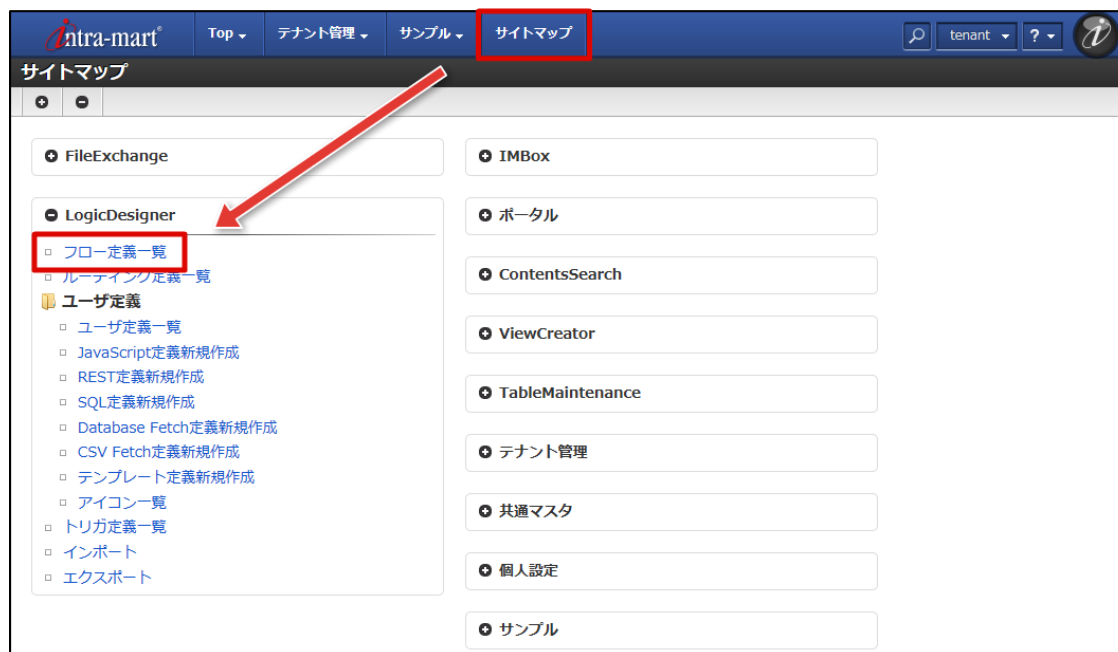 intra-mart
Top テナント管理 サンプル サイトマップ tenant ?
サイトマップ
FileExchange
LogicDesigner
フロー定義一覧
ルーティング定義一覧
ユーザ定義
ユーザ定義一覧
JavaScript定義新規作成
REST定義新規作成
SQL定義新規作成
Database Fetch定義新規作成
CSV Fetch定義新規作成
テンプレート定義新規作成
アイコン一覧
トリガ定義一覧
インポート
エクスポート
IMBox
ポータル
ContentsSearch
ViewCreator
TableMaintenance
テナント管理
共通マスタ
個人設定
サンプル